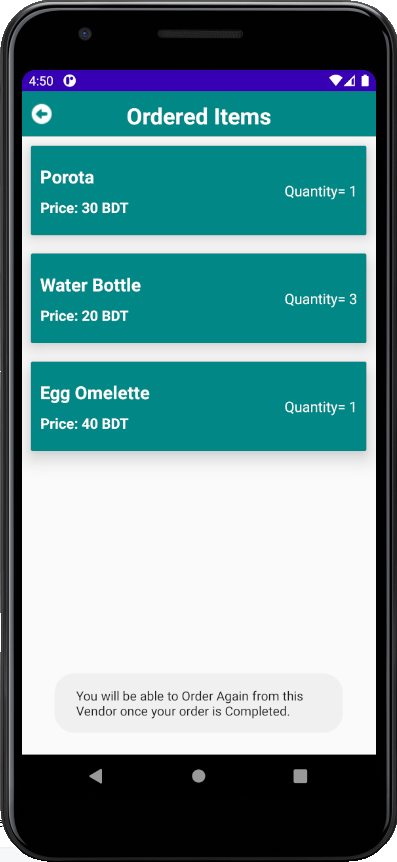 4:50
Ordered Items
Porota
Quantity= 1
Price: 30 BDT
Water Bottle
Quantity= 3
Price: 20 BDT
Egg Omelette
Quantity= 1
Price: 40 BDT
You will be able to Order Again from this
Vendor once your order is Completed.